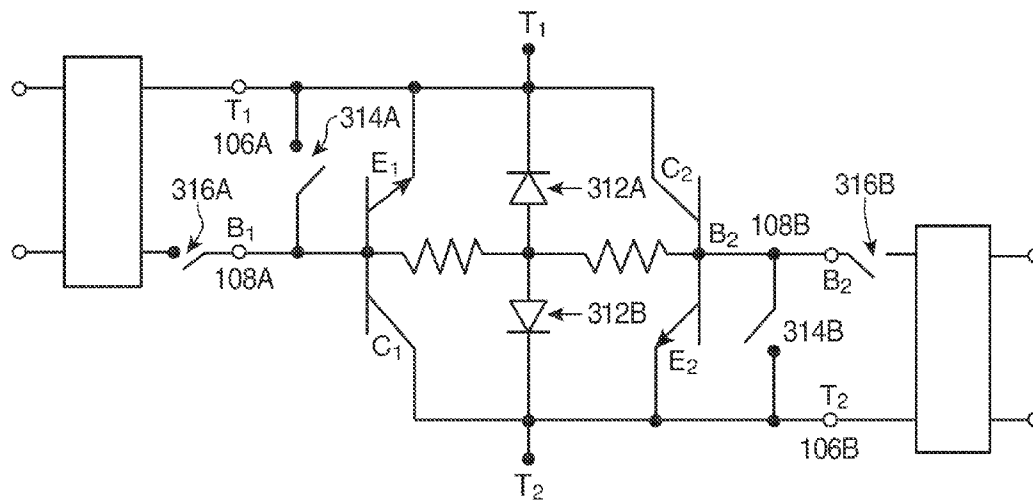 T₁
T₁
106A
314A
E₁
C₂
312A
316A
B₁
108A
B₂
108B
316B
B₂
312B
C₁
E₂
314B
T₂
106B
T₂